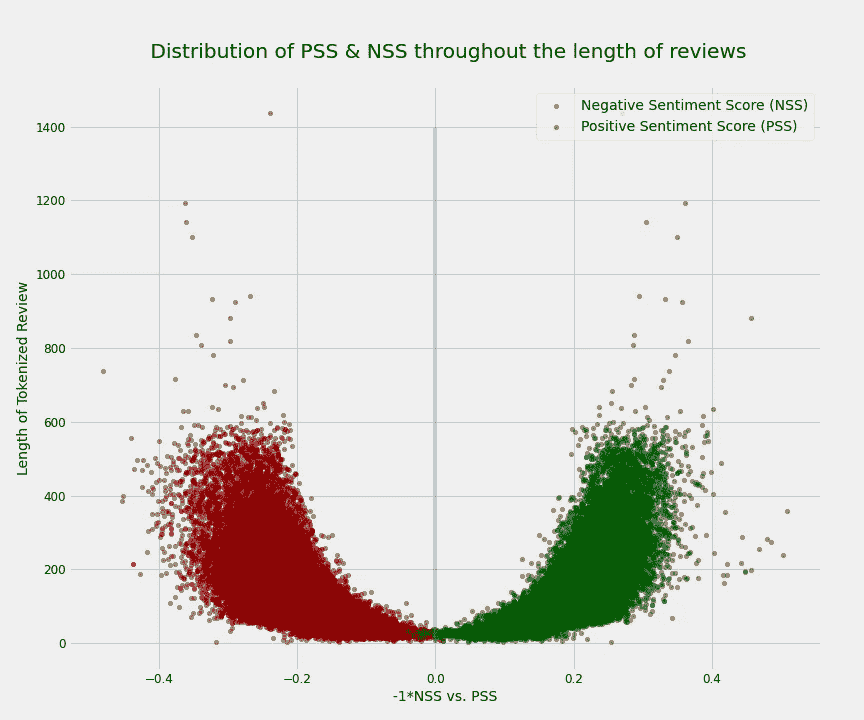 Distribution of PSS & NSS throughout the length of reviews
Negative Sentiment Score (NSS)
Positive Sentiment Score (PSS)
Length of Tokenized Review
1400
1200
1000
800
600
400
200
0
−0.4 −0.2 0.0 0.2 0.4
-1*NSS vs. PSS